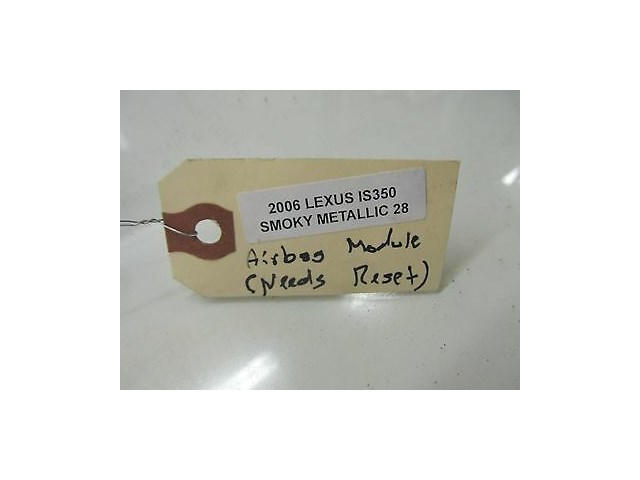 2006 LEXUS IS350
SMOKY METALLIC 28
Airbag Module
(Needs Reset)